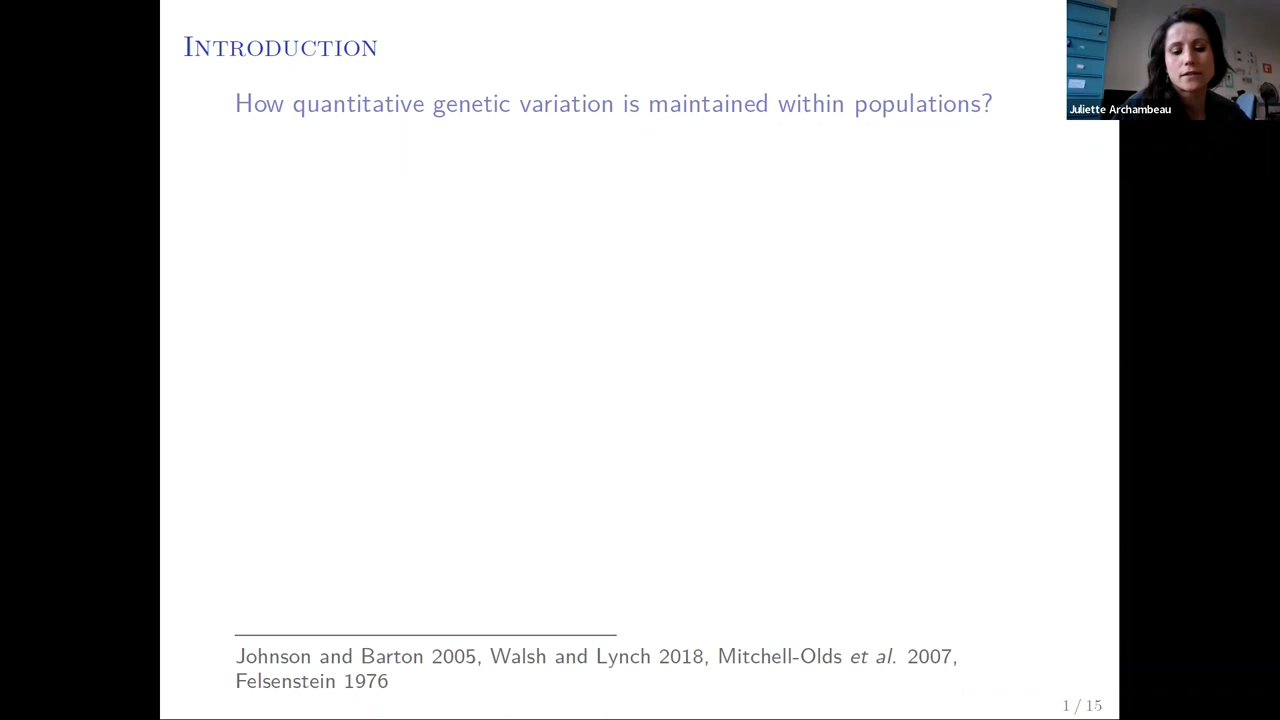 INTRODUCTION
How quantitative genetic variation is maintained within populations?
Juliette Archambeau
Johnson and Barton 2005, Walsh and Lynch 2018, Mitchell-Olds et al. 2007,
Felsenstein 1976
1 / 15